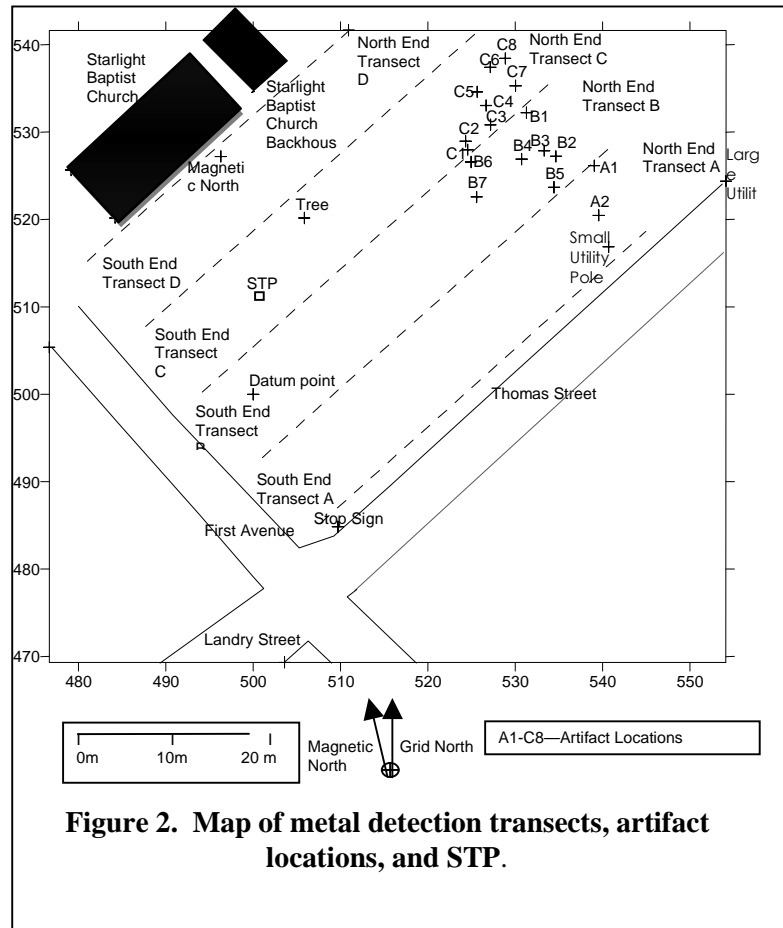 540
530
520
510
500
490
480
470
480
490
500
510
520
530
540
550
Starlight
Baptist
Church
Starlight
Baptist
Church
Backhous
Magneti
c North
North End
Transect
D
North End
Transect C
North End
Transect B
North End
Transect A
Larg
e
Utilit
C8
C6
C7
C5
C4
C3
C2
C1
B1
B2
B3
B4
B5
B6
B7
A1
A2
Tree
Small
Utility
Pole
South End
Transect D
STP
South End
Transect
C
Datum point
South End
Transect
Thomas Street
South End
Transect A
Stop Sign
First Avenue
Landry Street
0m
10m
20 m
Magnetic
North
Grid North
A1-C8—Artifact Locations
Figure 2. Map of metal detection transects, artifact
locations, and STP.